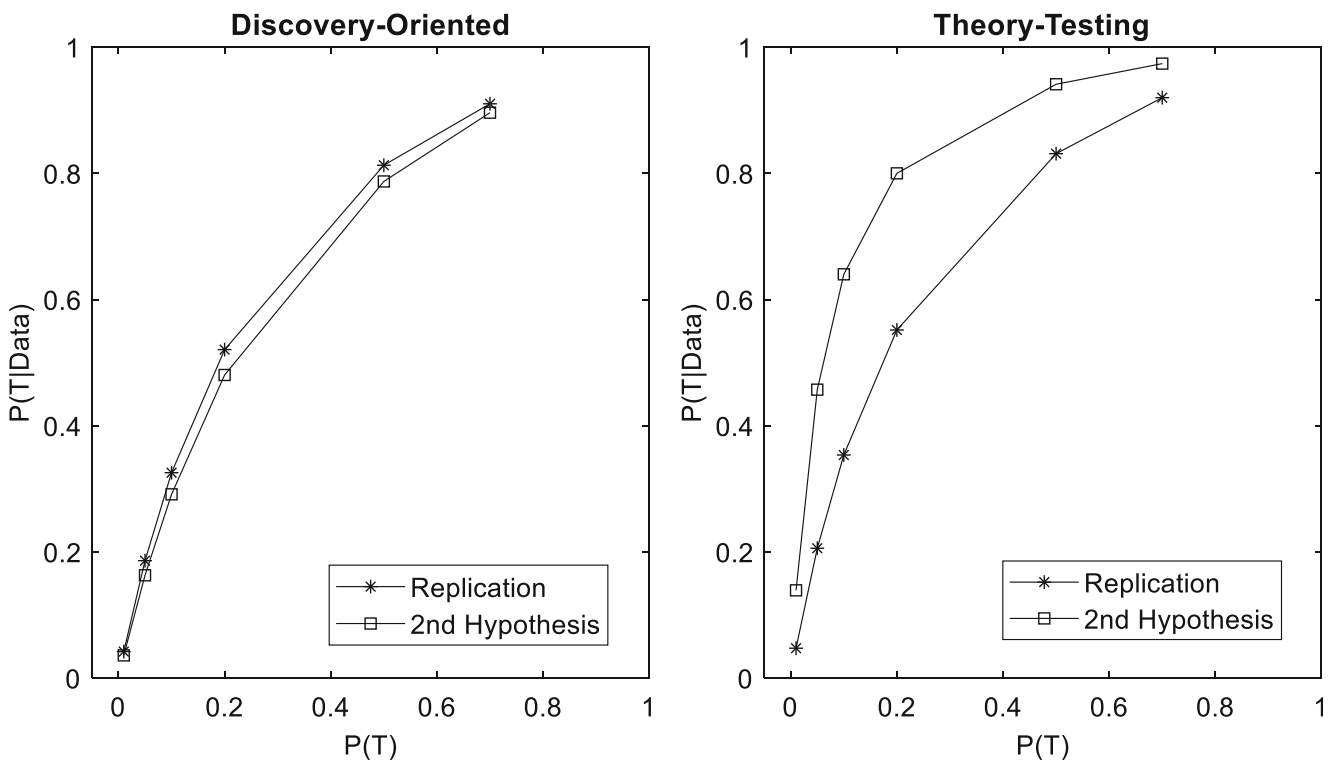 Discovery-Oriented
1
0.8
0.6
0.4
0.2
0
P(T|Data)
0
0.2
0.4
0.6
0.8
1
P(T)
Replication
2nd Hypothesis
Theory-Testing
1
0.8
0.6
0.4
0.2
0
P(T|Data)
0
0.2
0.4
0.6
0.8
1
P(T)
Replication
2nd Hypothesis